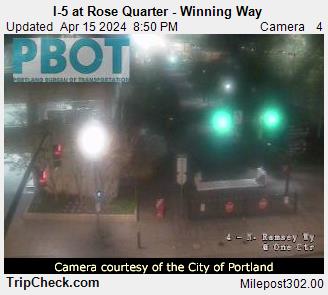 I-5 at Rose Quarter - Winning Way
Updated Apr 15 2024 8:50 PM Camera 4
PBOT
PORTLAND BUREAU OF TRANSPORTATION
4 - N. Ramsey Wy
@ One Ctr
Camera courtesy of the City of Portland
TripCheck.com Milepost302.00